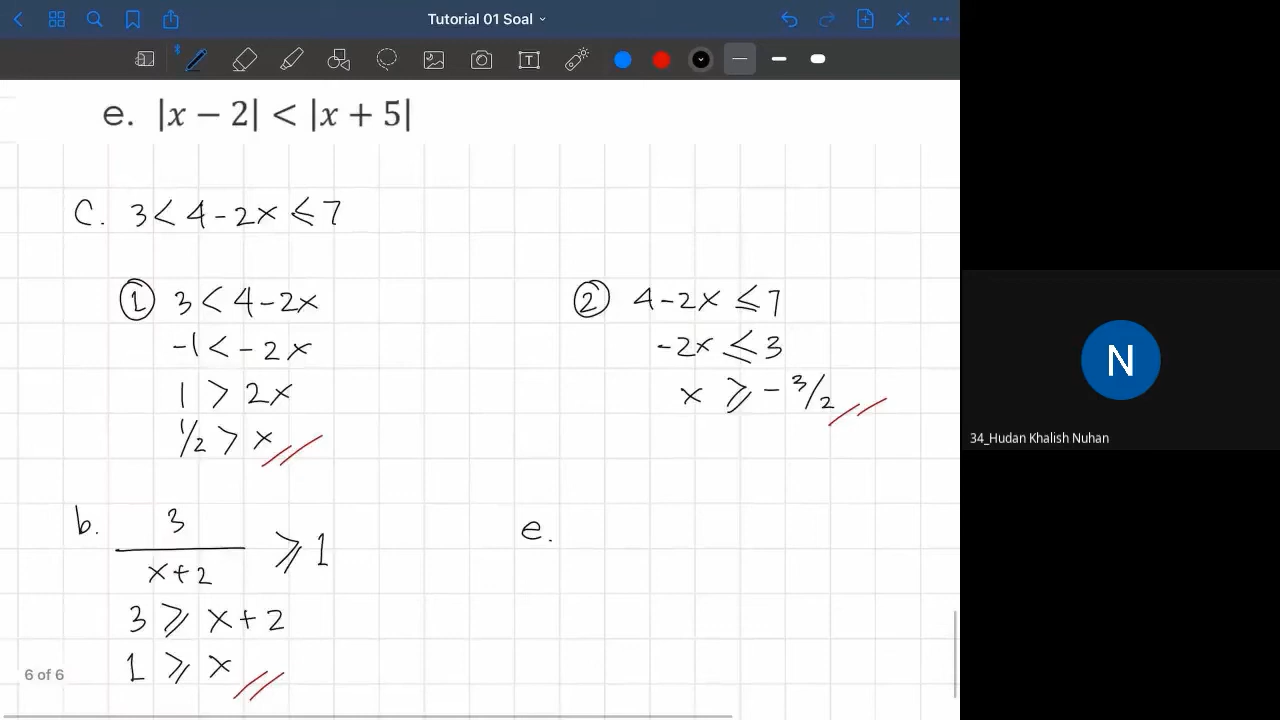 Tutorial 01 Soal
e. |x − 2| < |x + 5|
C. 3 < 4 - 2x ≤ 7
① 3 < 4 - 2x
-1 < -2x
1 > 2x
1/2 > x
② 4 - 2x ≤ 7
-2x ≤ 3
x ≥ - 3/2
b. 3
x+2
≥ 1
3 ≥ x+2
1 ≥ x
e.
6 of 6
N
34_Hudan Khalish Nuhan